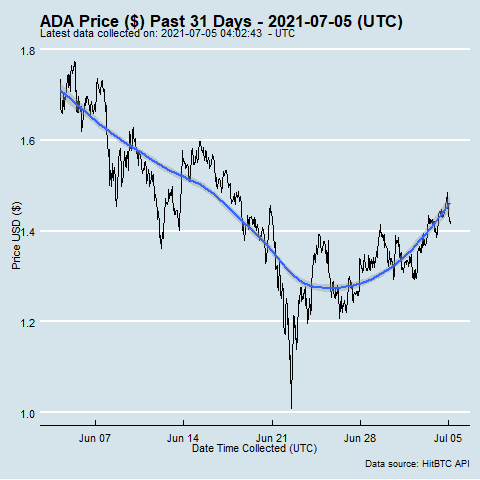 ADA Price ($) Past 31 Days - 2021-07-05 (UTC)
Latest data collected on: 2021-07-05 04:02:43 - UTC
1.8
1.6
1.4
1.2
1.0
Price USD ($)
Jun 07 Jun 14 Jun 21 Jun 28 Jul 05
Date Time Collected (UTC)
Data source: HitBTC API